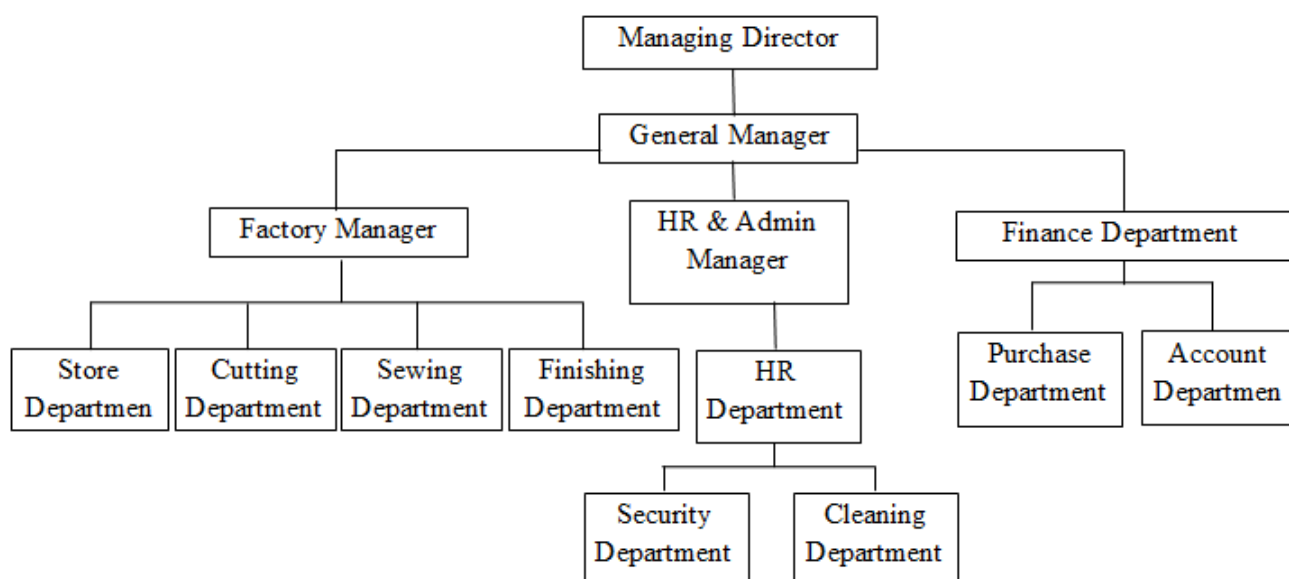 Managing Director
General Manager
Factory Manager
HR & Admin
Manager
Finance Department
Store
Departmen
Cutting
Department
Sewing
Department
Finishing
Department
HR
Department
Purchase
Department
Account
Departmen
Security
Department
Cleaning
Department